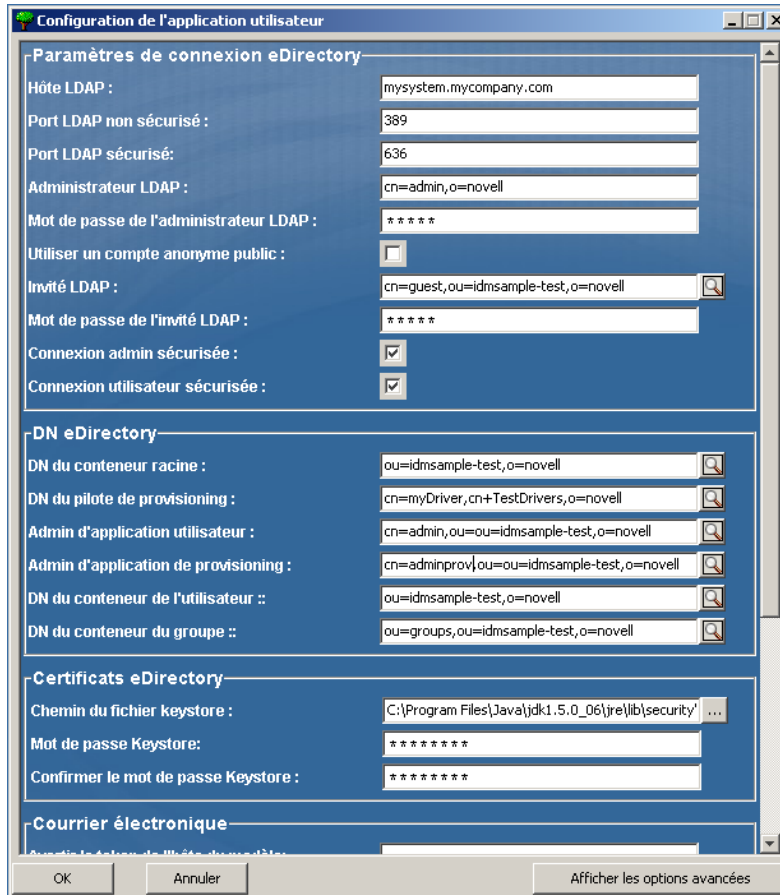 Configuration de l'application utilisateur
Paramètres de connexion eDirectory
Hôte LDAP : mysystem.mycompany.com
Port LDAP non sécurisé : 389
Port LDAP sécurisé: 636
Administrateur LDAP : cn=admin,o=novell
Mot de passe de l'administrateur LDAP : *****
Utiliser un compte anonyme public :
Invité LDAP : cn=guest,ou=idmsample-test,o=novell
Mot de passe de l'invité LDAP : *****
Connexion admin sécurisée :
Connexion utilisateur sécurisée :
DN eDirectory
DN du conteneur racine : ou=idmsample-test,o=novell
DN du pilote de provisioning : cn=myDriver,cn+TestDrivers,o=novell
Admin d'application utilisateur : cn=admin,ou=ou=idmsample-test,o=novell
Admin d'application de provisioning : cn=adminprov,ou=ou=idmsample-test,o=novell
DN du conteneur de l'utilisateur :: ou=idmsample-test,o=novell
DN du conteneur du groupe :: ou=groups,ou=idmsample-test,o=novell
Certificats eDirectory
Chemin du fichier keystore : C:\Program Files\Java\jdk1.5.0_06\jre\lib\security' ...
Mot de passe Keystore: ********
Confirmer le mot de passe Keystore : ********
Courrier électronique
Avertir le token de l'hôte du modèle:
OK Annuler Afficher les options avancées